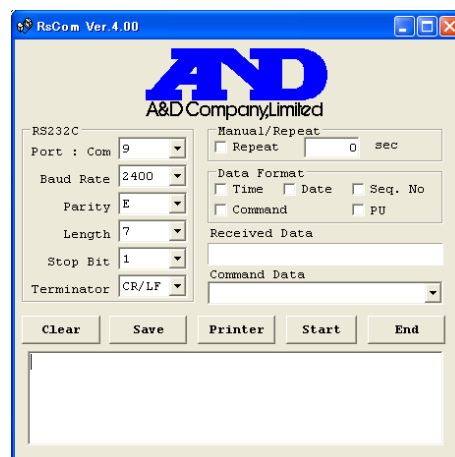 RsCom Ver.4.00
AND
A&D Company,Limited
RS232C
Port : Com 9
Baud Rate 2400
Parity E
Length 7
Stop Bit 1
Terminator CR/LF
Manual/Repeat
Repeat 0 sec
Data Format
Time Date Seq. No
Command PU
Received Data
Command Data
Clear Save Printer Start End